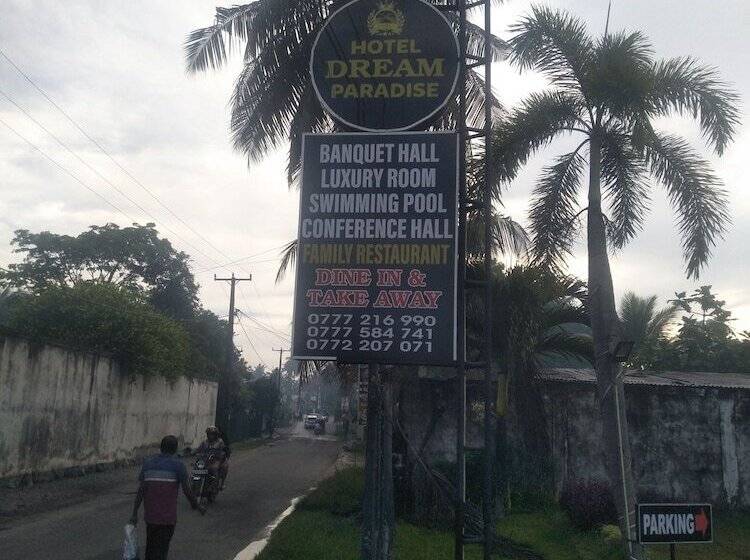 HOTEL
DREAM
PARADISE
BANQUET HALL
LUXURY ROOM
SWIMMING POOL
CONFERENCE HALL
FAMILY RESTAURANT
DINE IN &
TAKE AWAY
0777 216 990
0777 584 741
0772 207 071
PARKING